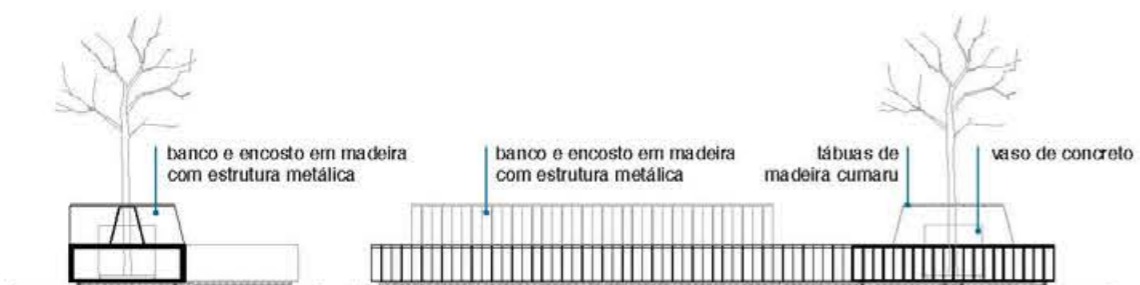 banco e encosto em madeira
com estrutura metálica
banco e encosto em madeira
com estrutura metálica
tábuas de
madeira cumaru
vaso de concreto